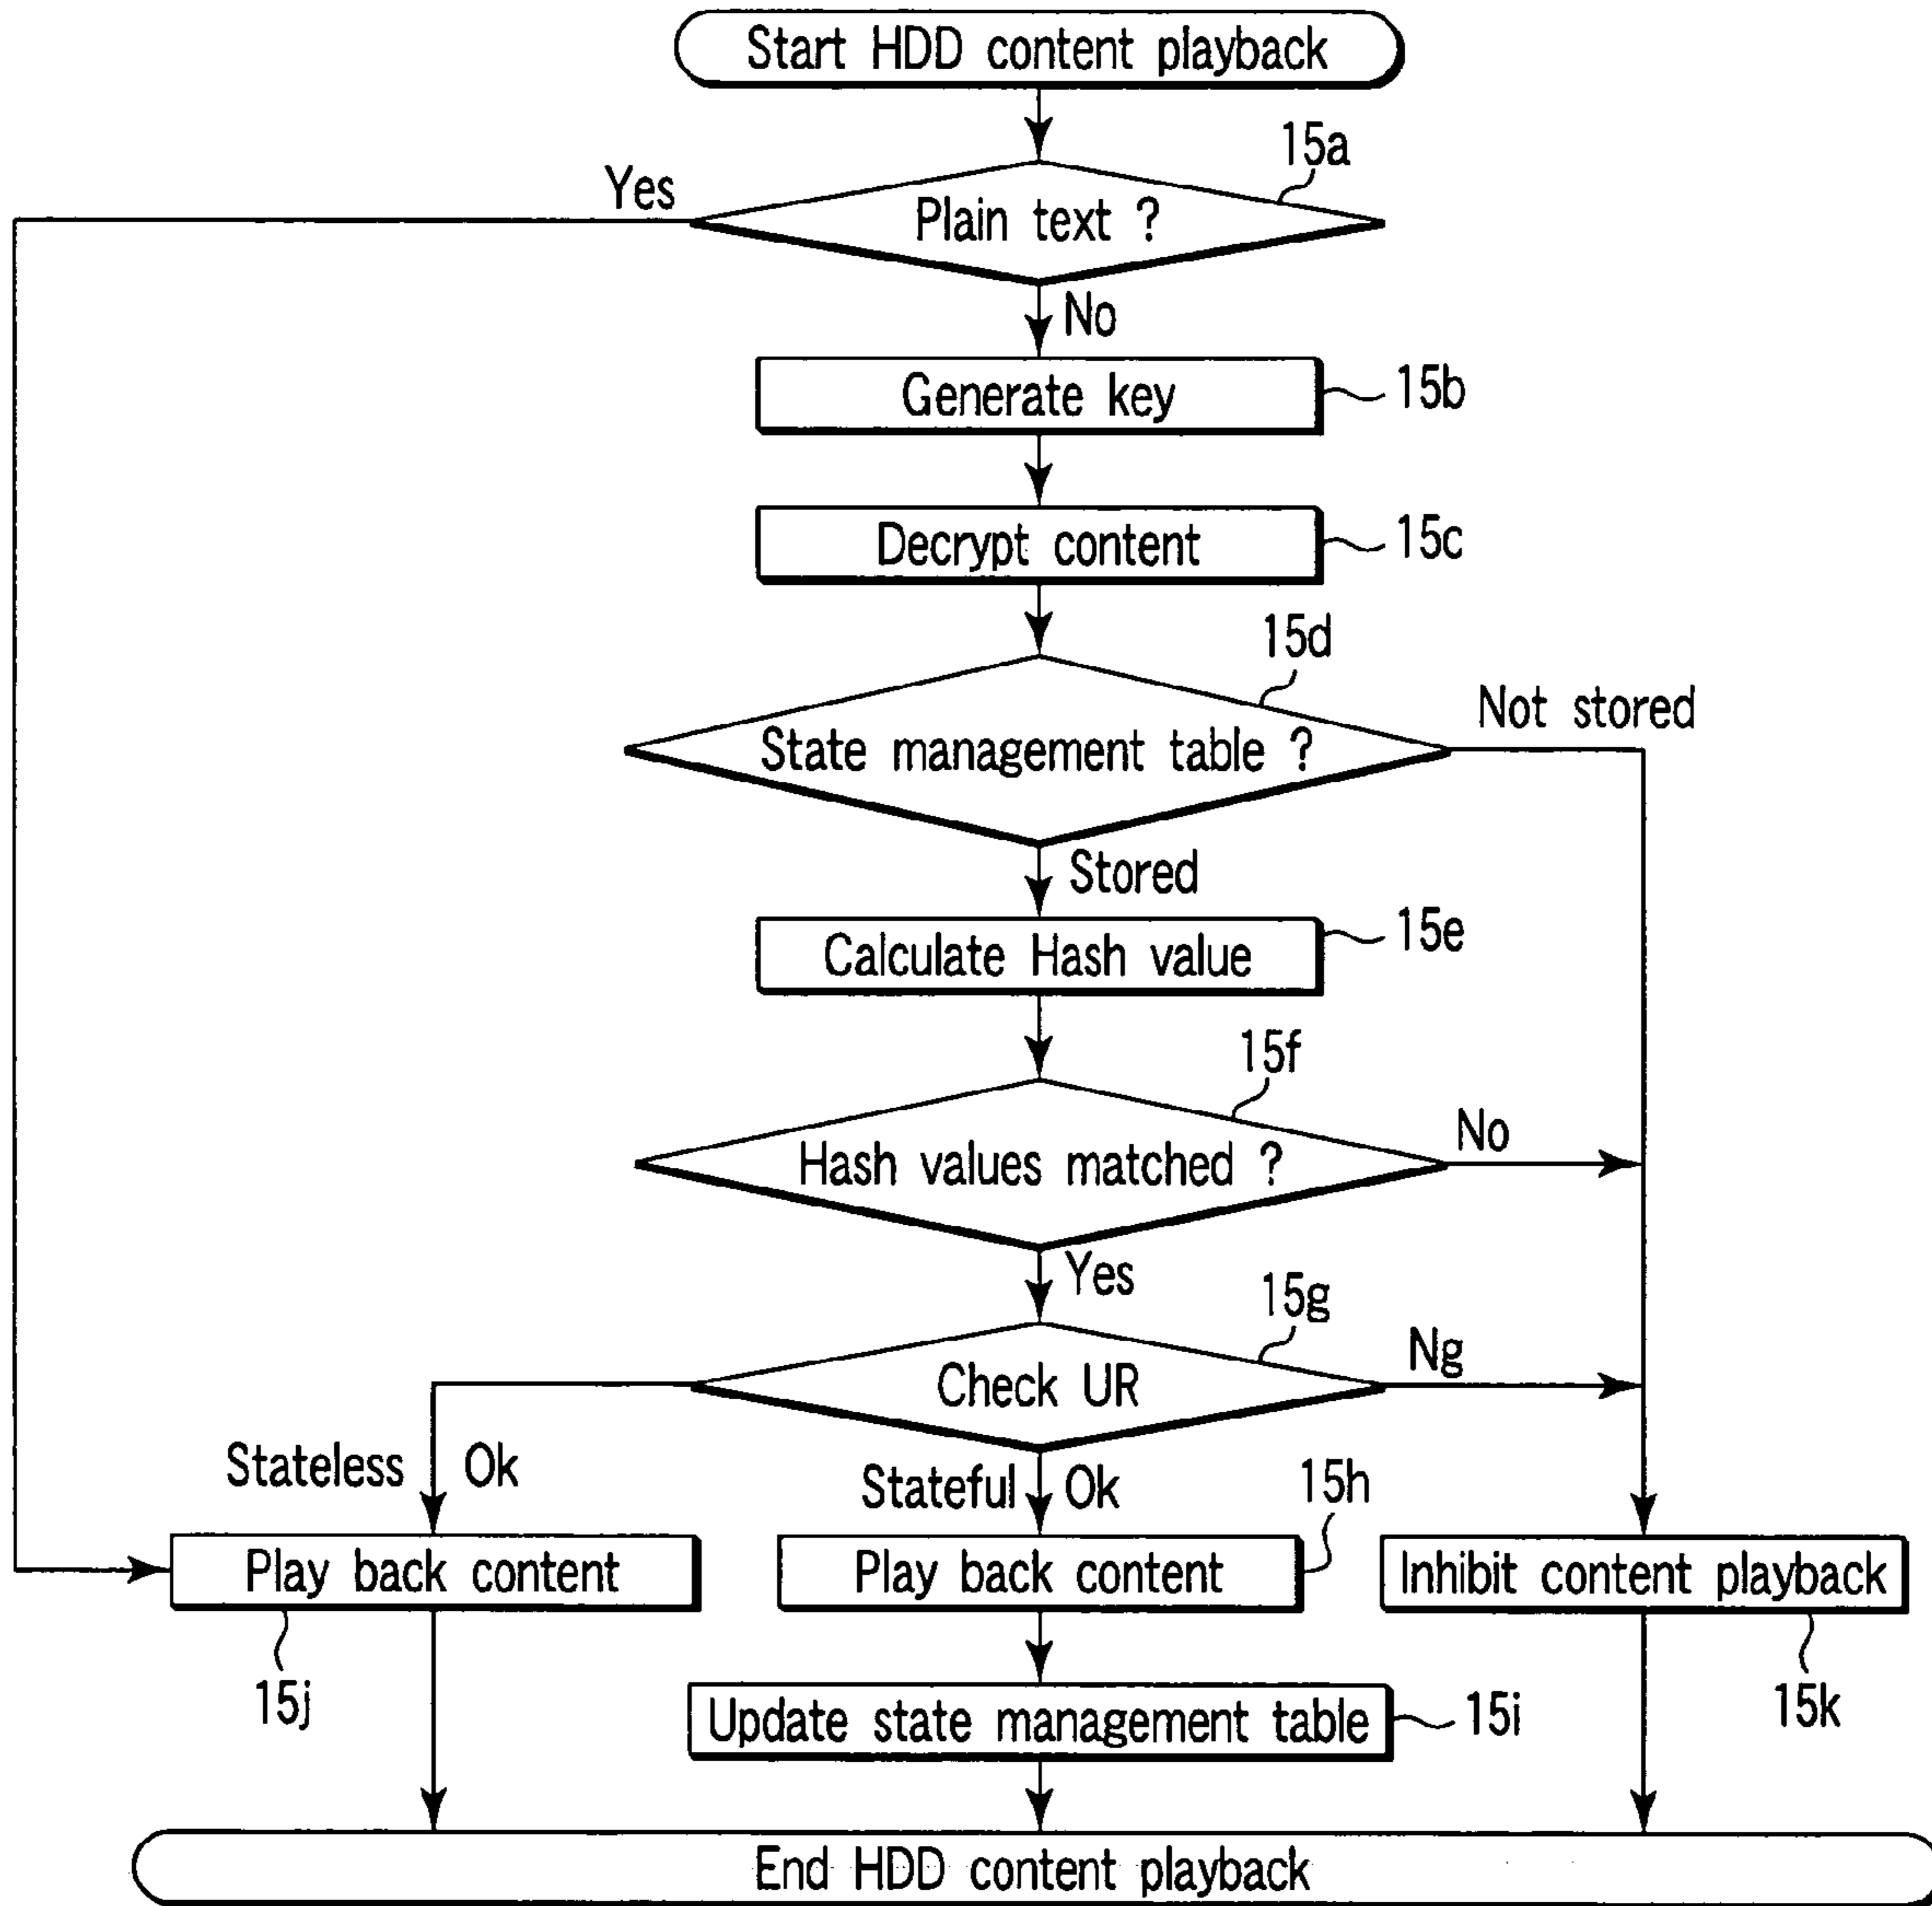 Start HDD content playback
15a
Yes
Plain text ?
No
Generate key
15b
Decrypt content
15c
15d
Not stored
State management table ?
Stored
Calculate Hash value
15e
15f
No
Hash values matched ?
Yes
15g
Ng
Check UR
Stateless Ok
Stateful Ok
15h
Play back content
Play back content
Inhibit content playback
15j
Update state management table
15i
15k
End HDD content playback